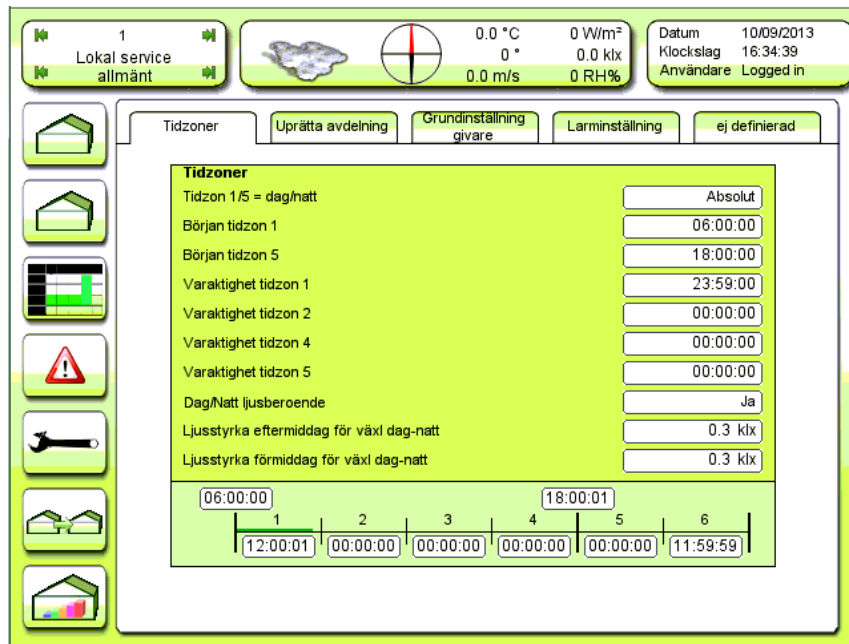 1
Lokal service
allmänt
0.0 °C
0 W/m²
0 °
0.0 klx
0.0 m/s
0 RH%
Datum 10/09/2013
Klockslag 16:34:39
Användare Logged in
Tidzoner
Uprätta avdelning
Grundinställning
givare
Larminställning
ej definierad
Tidzoner
Tidzon 1/5 = dag/natt Absolut
Början tidzon 1 06:00:00
Början tidzon 5 18:00:00
Varaktighet tidzon 1 23:59:00
Varaktighet tidzon 2 00:00:00
Varaktighet tidzon 4 00:00:00
Varaktighet tidzon 5 00:00:00
Dag/Natt ljusberoende Ja
Ljusstyrka eftermiddag för växl dag-natt 0.3 klx
Ljusstyrka förmiddag för växl dag-natt 0.3 klx
06:00:00 18:00:01
1 2 3 4 5 6
12:00:01 00:00:00 00:00:00 00:00:00 00:00:00 11:59:59